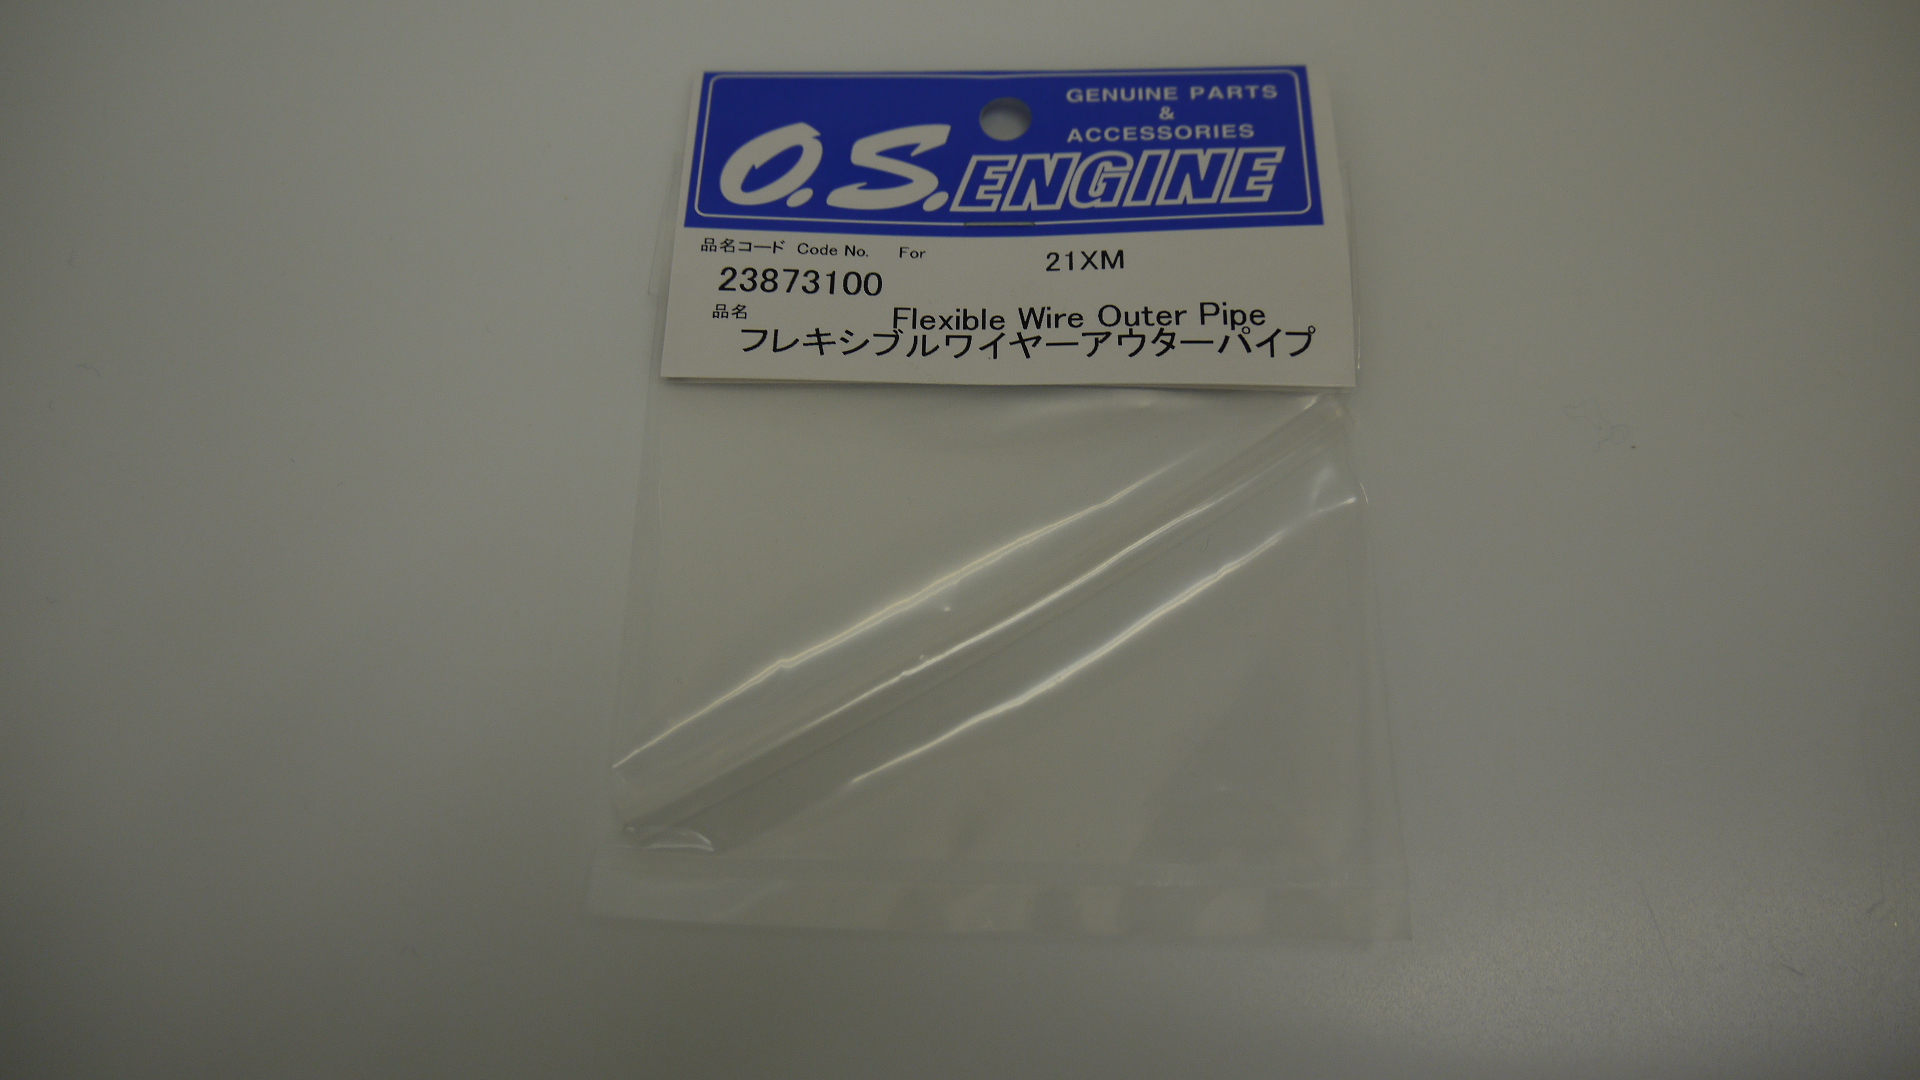 GENUINE PARTS
&
ACCESSORIES
O.S.ENGINE
品名コード Code No. For 21XM
23873100
品名 Flexible Wire Outer Pipe
フレキシブルワイヤーアウターパイプ